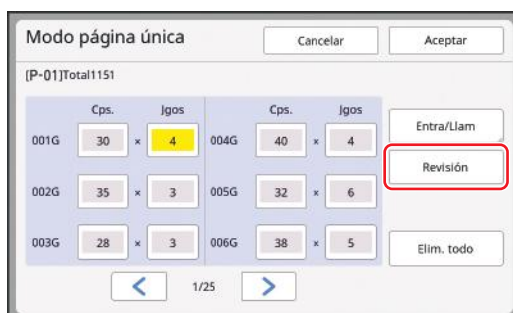 Modo página única Cancelar Aceptar
[P-01]Total1151
Cps. Jgos Cps. Jgos
001G 30 x 4 004G 40 x 4
Entra/Llam
Revisión
002G 35 x 3 005G 32 x 6
003G 28 x 3 006G 38 x 5
Elim. todo
1/25